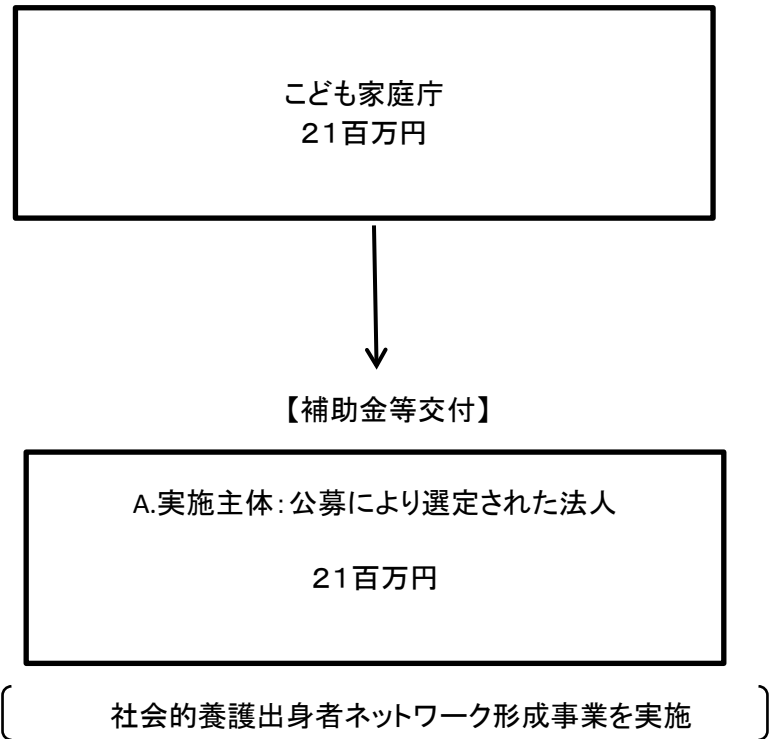 こども家庭庁
21百万円
【補助金等交付】
A.実施主体：公募により選定された法人
21百万円
社会的養護出身者ネットワーク形成事業を実施